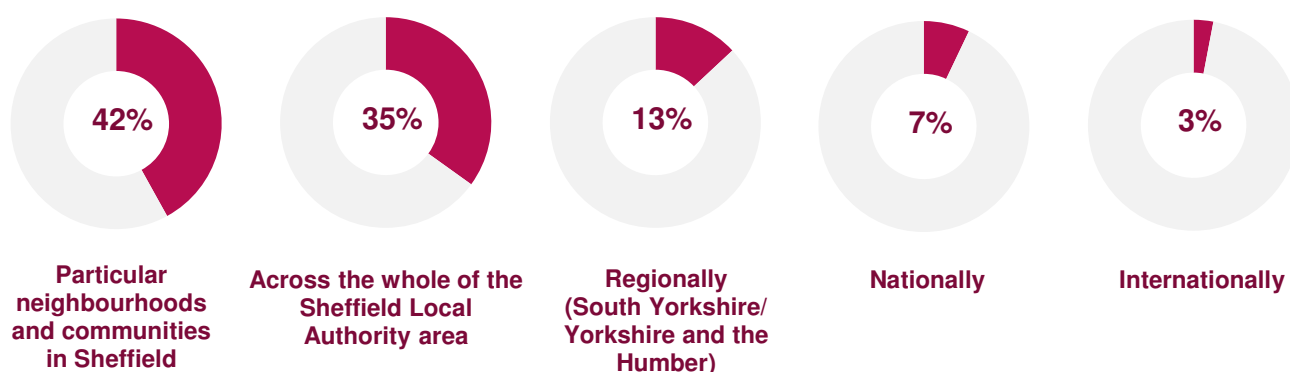 42%
35%
13%
7%
3%
Particular
neighbourhoods
and communities
in Sheffield
Across the whole of the
Sheffield Local
Authority area
Regionally
(South Yorkshire/
Yorkshire and the
Humber)
Nationally
Internationally